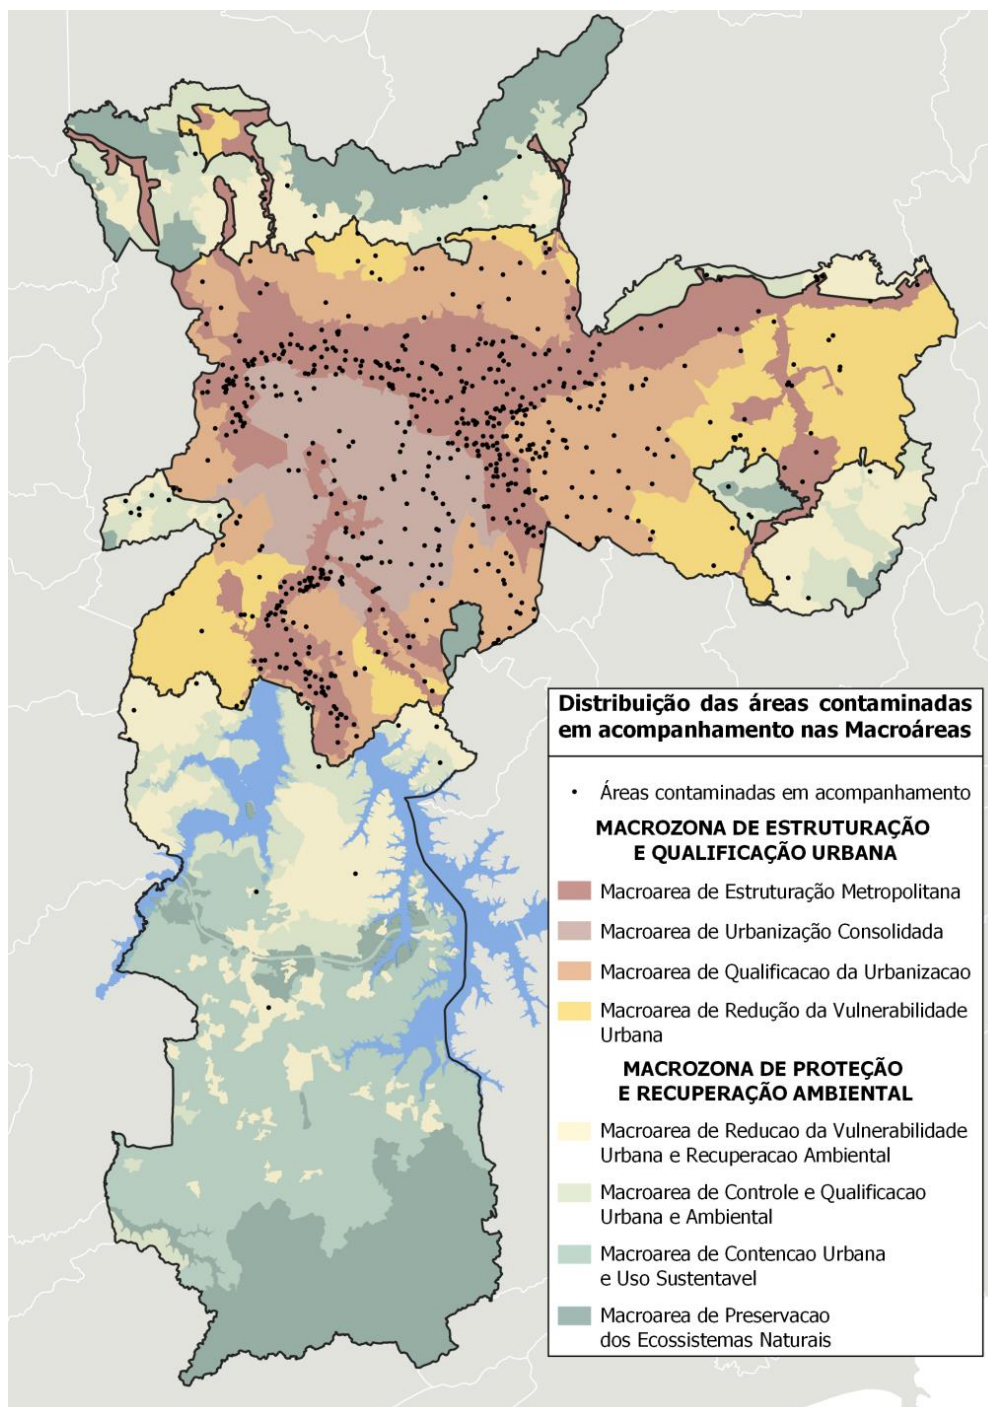 Distribuição das áreas contaminadas
em acompanhamento nas Macroáreas
Áreas contaminadas em acompanhamento
MACROZONA DE ESTRUTURAÇÃO
E QUALIFICAÇÃO URBANA
Macroarea de Estruturação Metropolitana
Macroarea de Urbanização Consolidada
Macroarea de Qualificacao da Urbanizacao
Macroarea de Redução da Vulnerabilidade
Urbana
MACROZONA DE PROTEÇÃO
E RECUPERAÇÃO AMBIENTAL
Macroarea de Reducao da Vulnerabilidade
Urbana e Recuperacao Ambiental
Macroarea de Controle e Qualificacao
Urbana e Ambiental
Macroarea de Contencao Urbana
e Uso Sustentavel
Macroarea de Preservacao
dos Ecossistemas Naturais